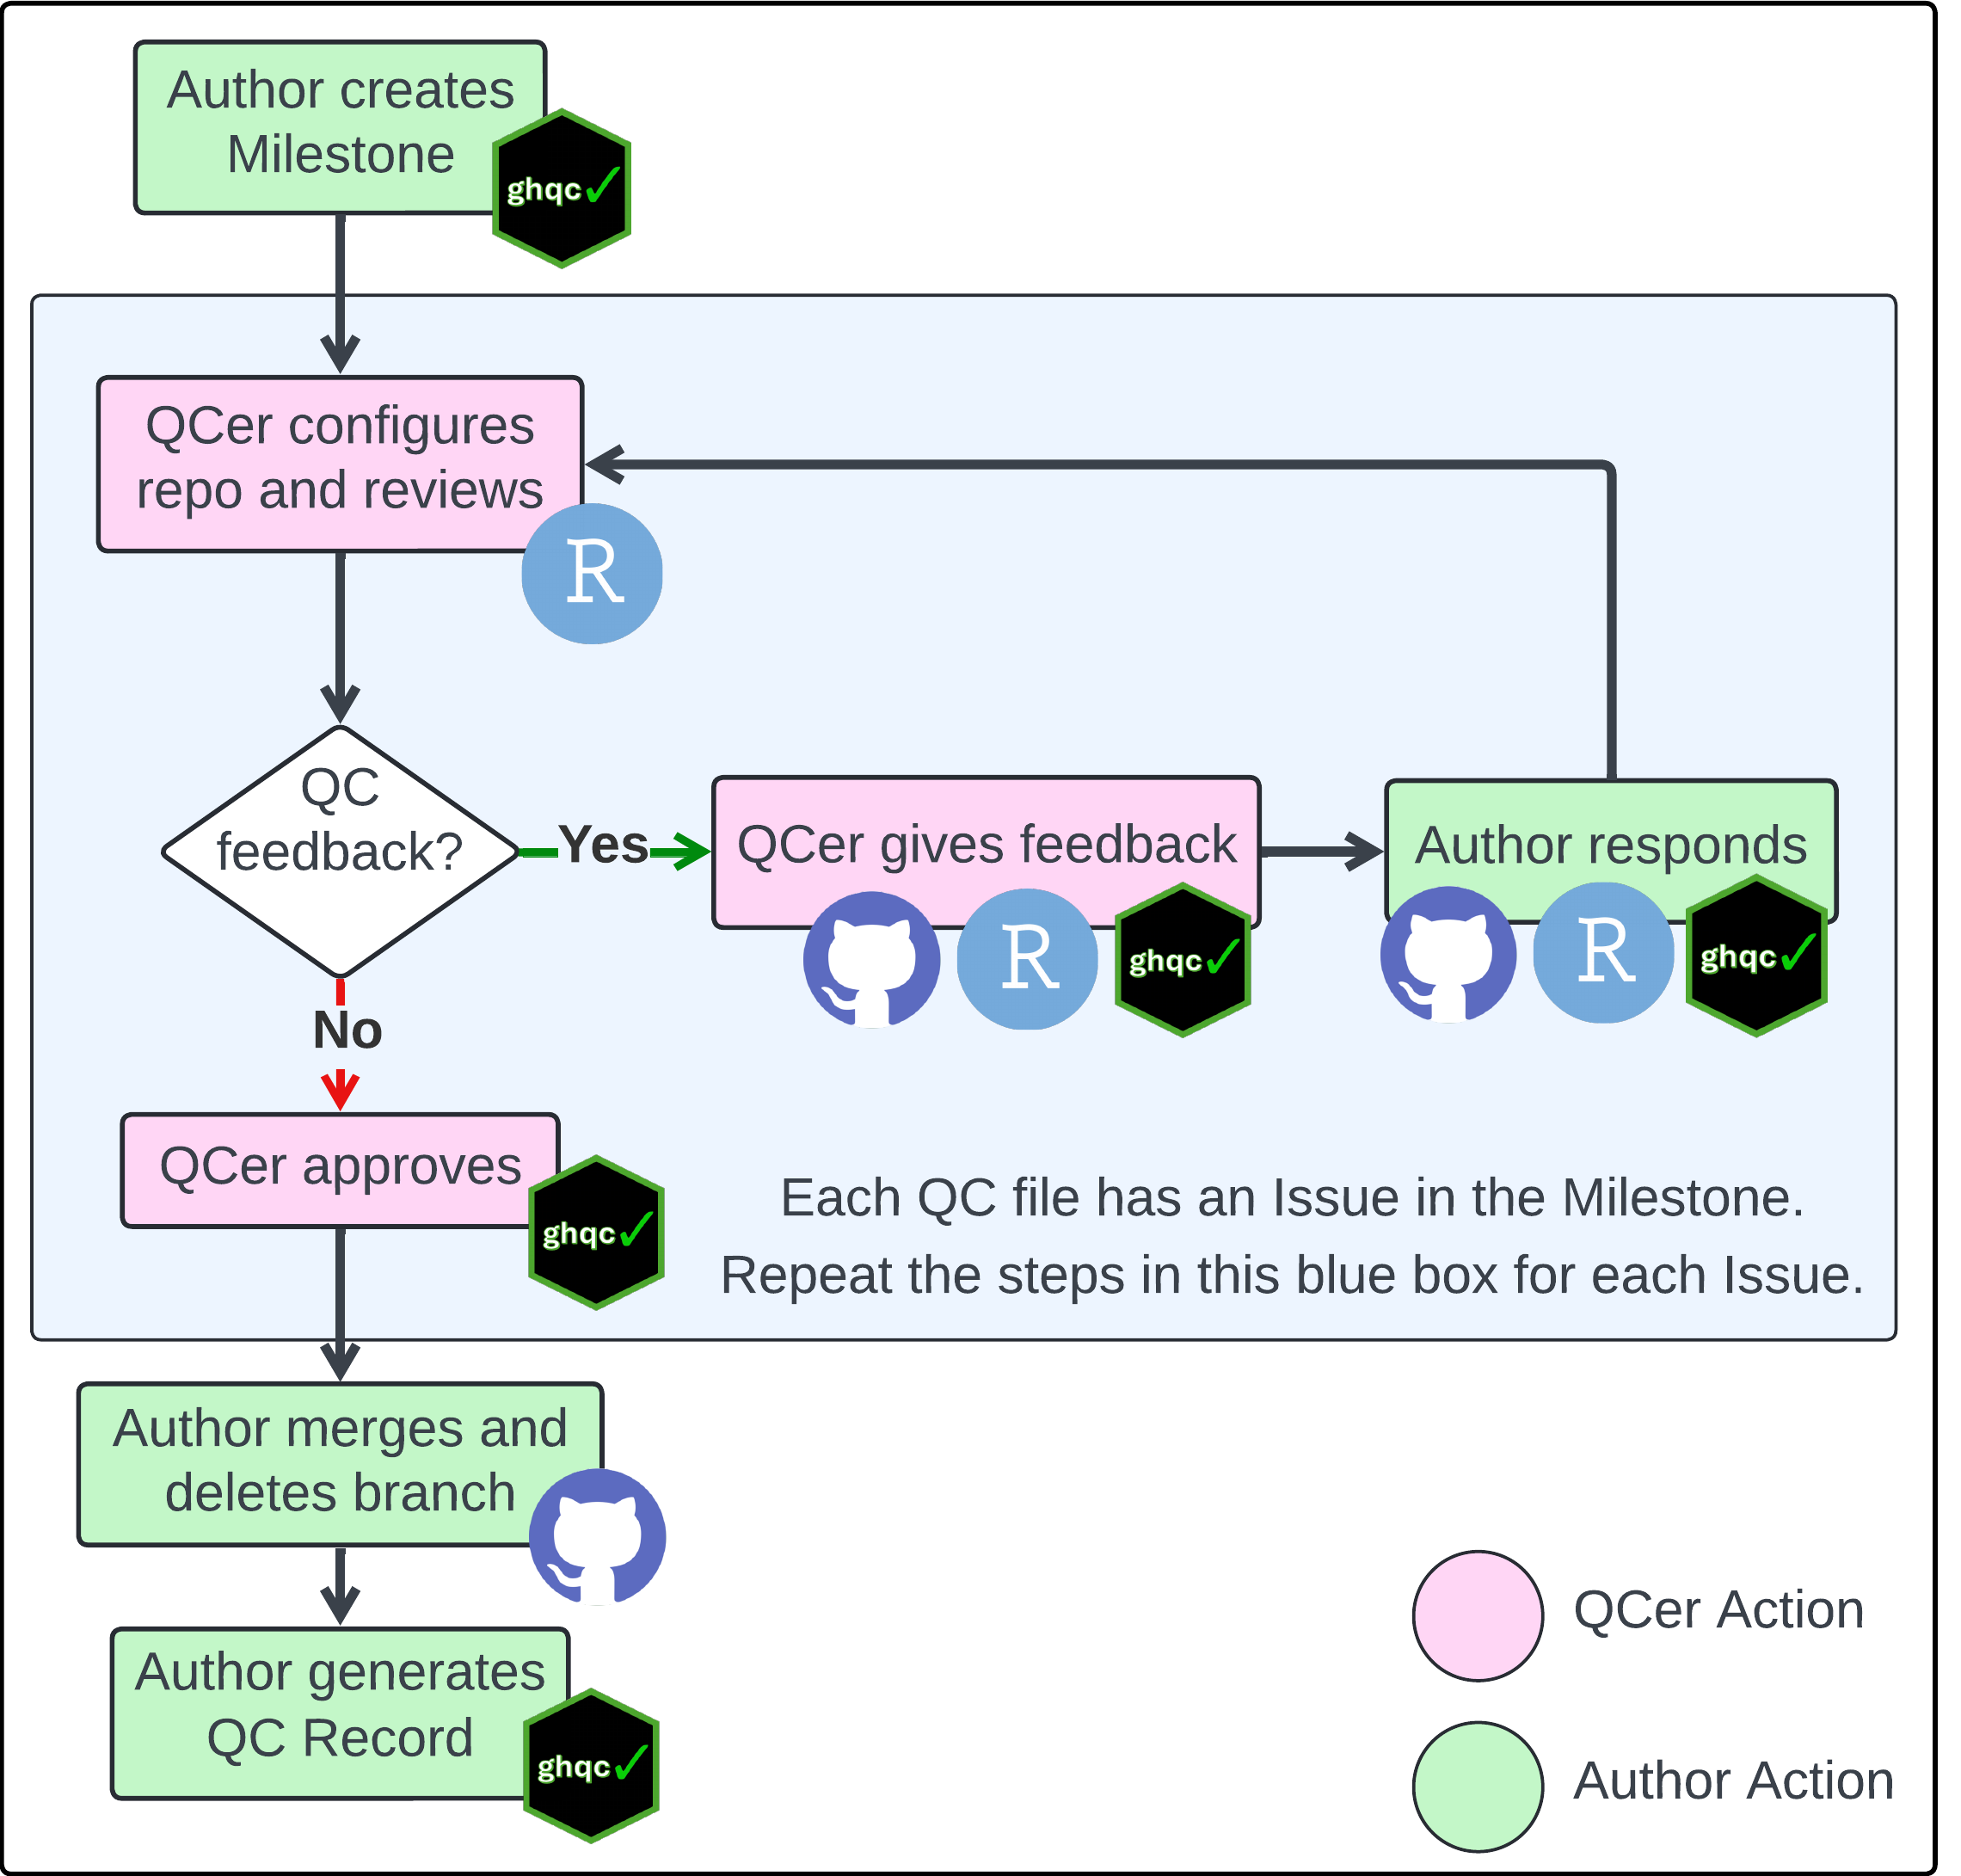 Author creates
Milestone
ghqc
QCer configures
repo and reviews
R
QC
feedback?
Yes
QCer gives feedback
R
ghqc
Author responds
R
ghqc
No
QCer approves
ghqc
Each QC file has an Issue in the Milestone.
Repeat the steps in this blue box for each Issue.
Author merges and
deletes branch
Author generates
QC Record
ghqc
QCer Action
Author Action